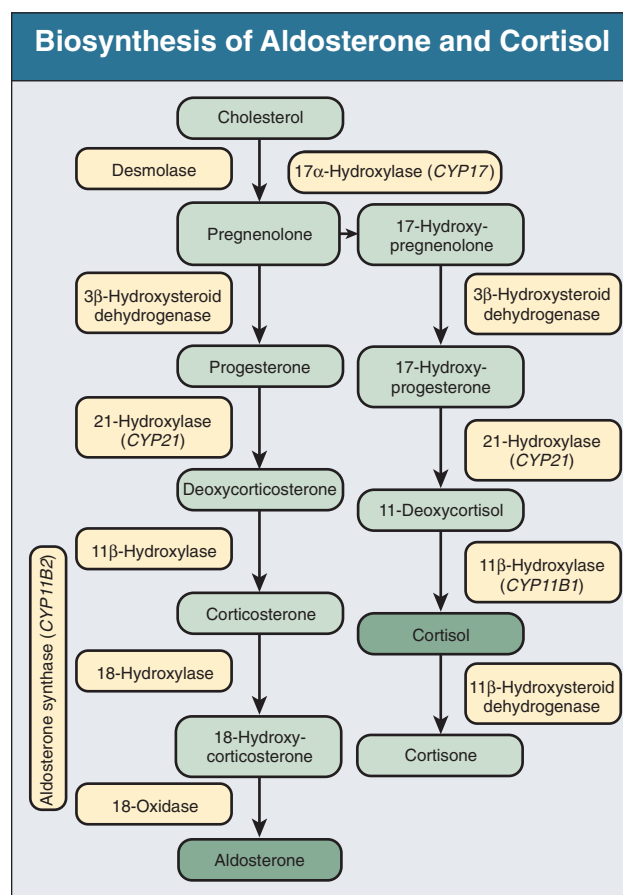 Biosynthesis of Aldosterone and Cortisol
Cholesterol
Desmolase
17α-Hydroxylase (CYP17)
Pregnenolone
17-Hydroxy-
pregnenolone
3β-Hydroxysteroid
dehydrogenase
3β-Hydroxysteroid
dehydrogenase
Progesterone
17-Hydroxy-
progesterone
21-Hydroxylase
(CYP21)
21-Hydroxylase
(CYP21)
Deoxycorticosterone
11-Deoxycortisol
Aldosterone synthase (CYP11B2)
11β-Hydroxylase
11β-Hydroxylase
(CYP11B1)
Corticosterone
Cortisol
18-Hydroxylase
11β-Hydroxysteroid
dehydrogenase
18-Hydroxy-
corticosterone
Cortisone
18-Oxidase
Aldosterone